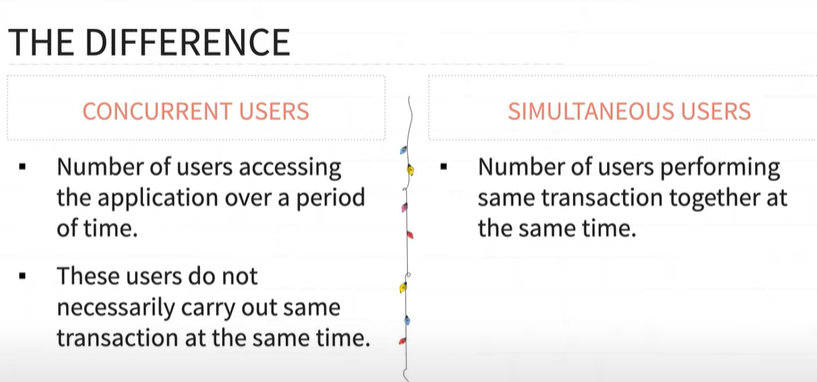 THE DIFFERENCE
CONCURRENT USERS
▪ Number of users accessing
the application over a period
of time.
▪ These users do not
necessarily carry out same
transaction at the same time.
SIMULTANEOUS USERS
▪ Number of users performing
same transaction together at
the same time.